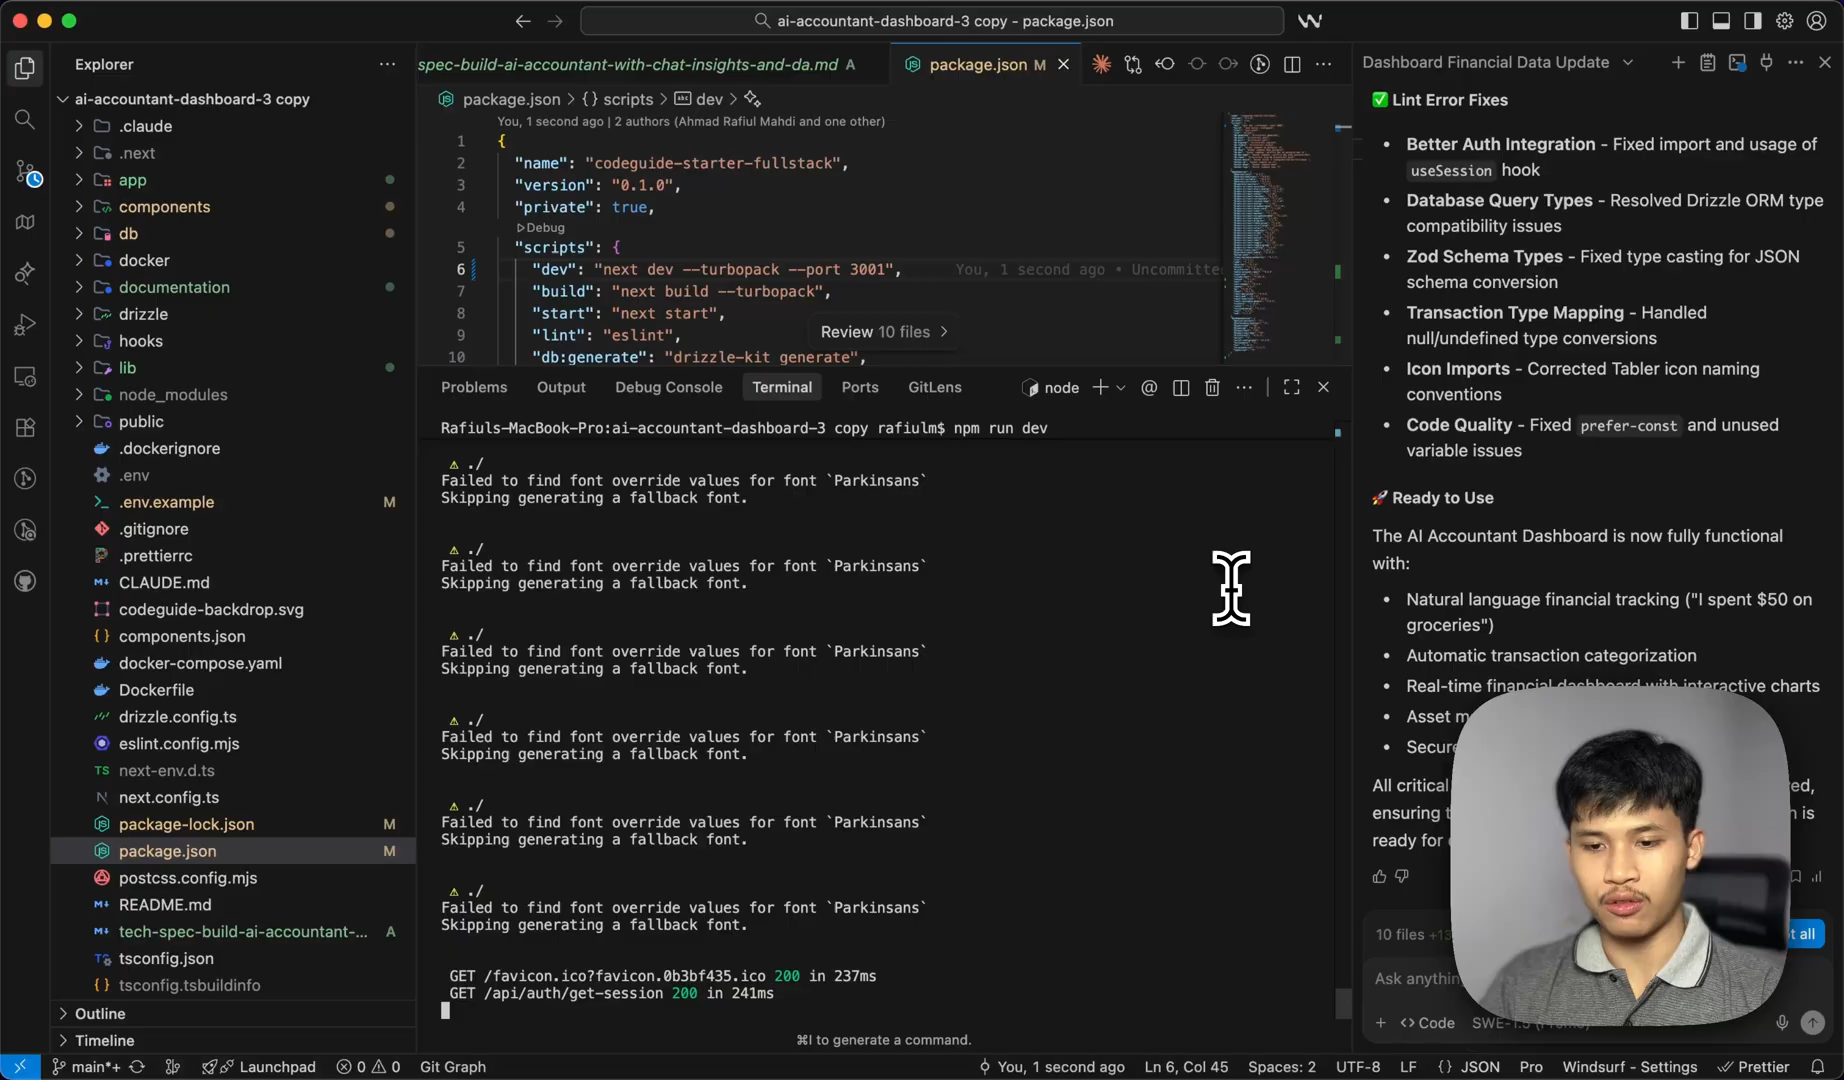 ai-accountant-dashboard-3 copy - package.json
Explorer
ai-accountant-dashboard-3 copy
.claude
.next
app
components
db
docker
documentation
drizzle
hooks
lib
node_modules
public
.dockerignore
.env
.env.example M
.gitignore
.prettierrc
CLAUDE.md
codeguide-backdrop.svg
components.json
docker-compose.yaml
Dockerfile
drizzle.config.ts
eslint.config.mjs
next-env.d.ts
next.config.ts
package-lock.json M
package.json M
postcss.config.mjs
README.md
tech-spec-build-ai-accountant-... A
tsconfig.json
tsconfig.tsbuildinfo
Outline
Timeline
spec-build-ai-accountant-with-chat-insights-and-da.md A
package.json M
package.json > {} scripts > dev >
You, 1 second ago | 2 authors (Ahmad Rafiul Mahdi and one other)
1 {
2 "name": "codeguide-starter-fullstack",
3 "version": "0.1.0",
4 "private": true,
Debug
5 "scripts": {
6 "dev": "next dev --turbopack --port 3001", You, 1 second ago • Uncommitte
7 "build": "next build --turbopack",
8 "start": "next start",
9 "lint": "eslint",
10 "db:generate": "drizzle-kit generate",
Review 10 files >
Problems Output Debug Console Terminal Ports GitLens node
Rafiuls-MacBook-Pro:ai-accountant-dashboard-3 copy rafiulm$ npm run dev
⚠ ./
Failed to find font override values for font `Parkinsans`
Skipping generating a fallback font.
⚠ ./
Failed to find font override values for font `Parkinsans`
Skipping generating a fallback font.
⚠ ./
Failed to find font override values for font `Parkinsans`
Skipping generating a fallback font.
⚠ ./
Failed to find font override values for font `Parkinsans`
Skipping generating a fallback font.
⚠ ./
Failed to find font override values for font `Parkinsans`
Skipping generating a fallback font.
⚠ ./
Failed to find font override values for font `Parkinsans`
Skipping generating a fallback font.
GET /favicon.ico?favicon.0b3bf435.ico 200 in 237ms
GET /api/auth/get-session 200 in 241ms
⌘I to generate a command.
Dashboard Financial Data Update
✅ Lint Error Fixes
• Better Auth Integration - Fixed import and usage of
useSession hook
• Database Query Types - Resolved Drizzle ORM type
compatibility issues
• Zod Schema Types - Fixed type casting for JSON
schema conversion
• Transaction Type Mapping - Handled
null/undefined type conversions
• Icon Imports - Corrected Tabler icon naming
conventions
• Code Quality - Fixed prefer-const and unused
variable issues
🚀 Ready to Use
The AI Accountant Dashboard is now fully functional
with:
• Natural language financial tracking ("I spent $50 on
groceries")
• Automatic transaction categorization
• Real-time financial dashboard with interactive charts
• Asset
• Secure
All critical
ensuring
ready for
10 files
all
Ask anything
+ <> Code
main*+ Launchpad 0 0 Git Graph You, 1 second ago Ln 6, Col 45 Spaces: 2 UTF-8 LF {} JSON Pro Windsurf - Settings Prettier